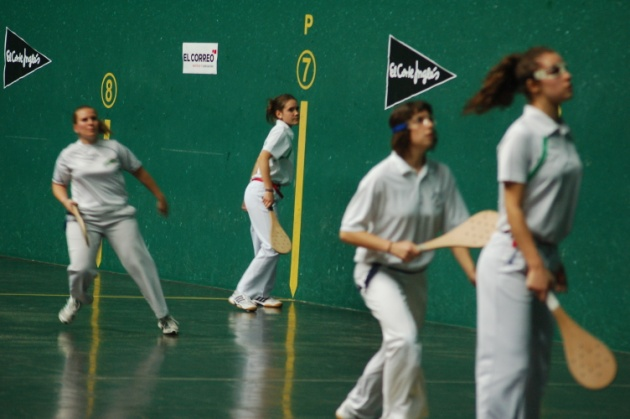 El Corte Inglés
8
EL CORREO
P
7
El Corte Inglés